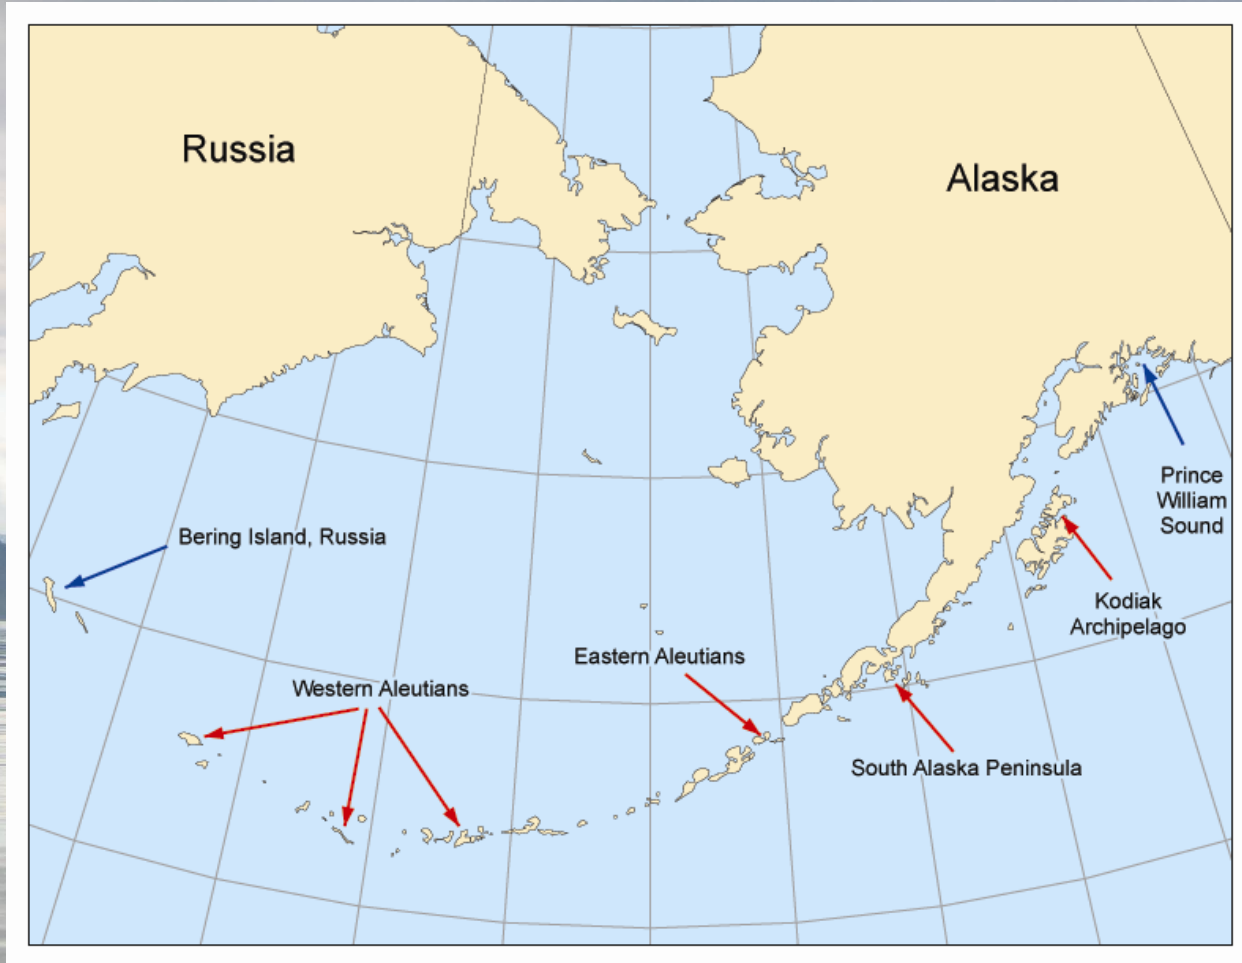 Russia
Alaska
Prince
William
Sound
Bering Island, Russia
Kodiak
Archipelago
Eastern Aleutians
Western Aleutians
South Alaska Peninsula